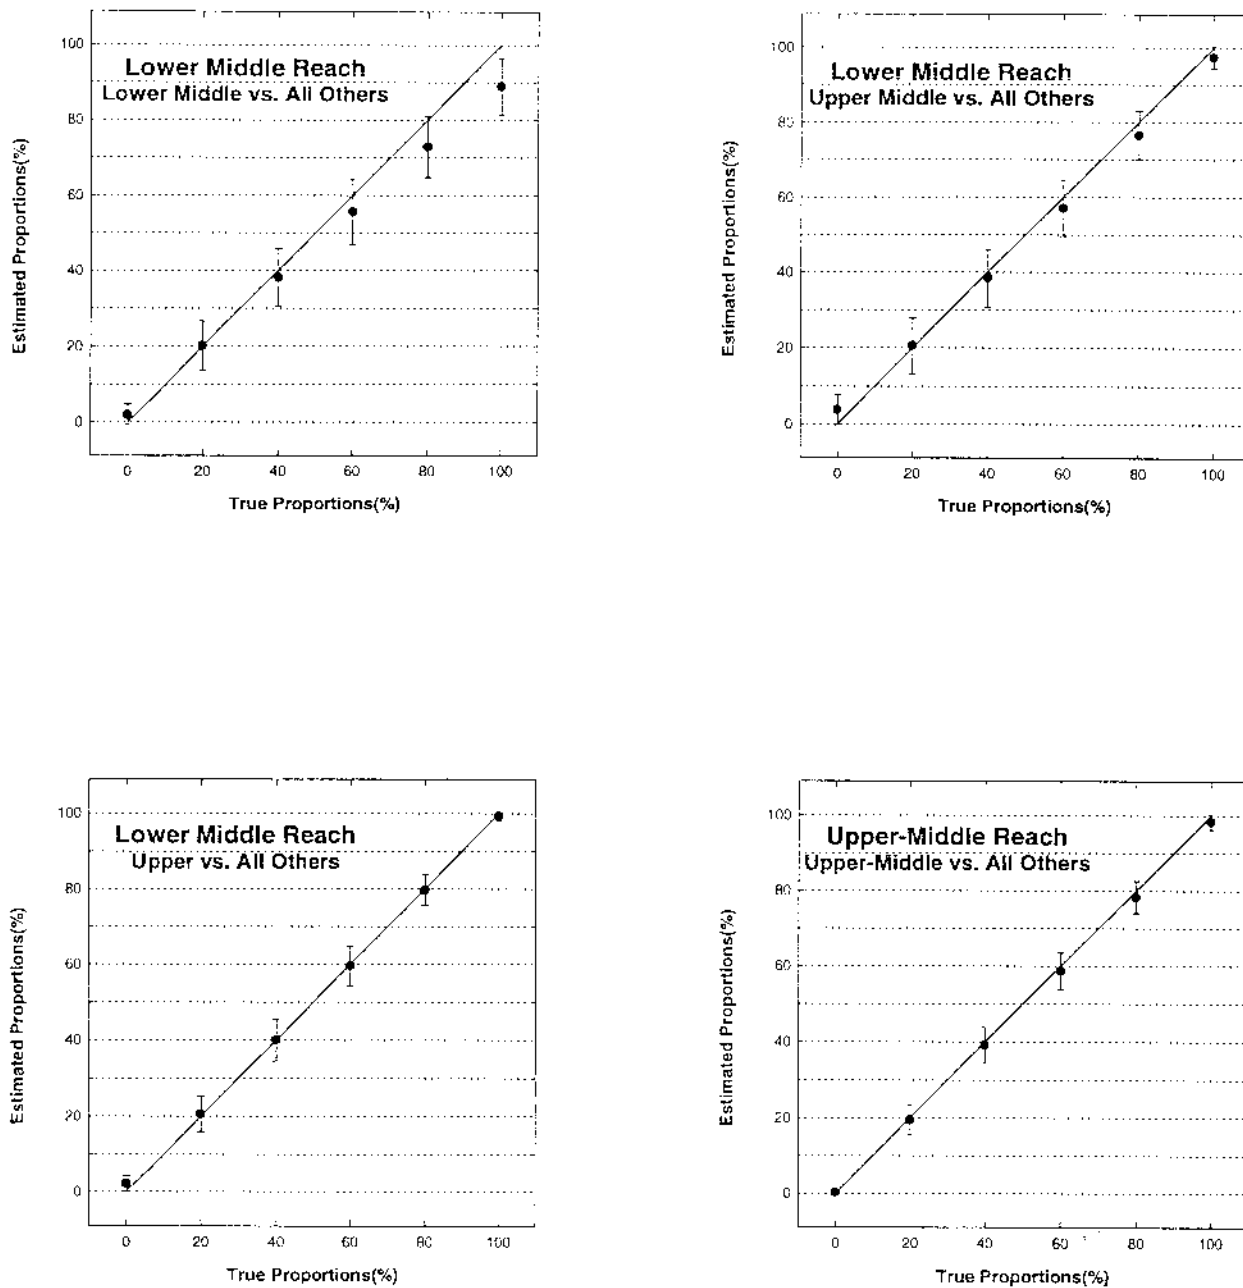 100
Lower Middle Reach
Lower Middle vs. All Others
80
60
40
20
0
Estimated Proportions(%)
0 20 40 60 80 100
True Proportions(%)
100
Lower Middle Reach
Upper Middle vs. All Others
80
60
40
20
0
Estimated Proportions(%)
0 20 40 60 80 100
True Proportions(%)
100
Lower Middle Reach
Upper vs. All Others
80
60
40
20
0
Estimated Proportions(%)
0 20 40 60 80 100
True Proportions(%)
100
Upper-Middle Reach
Upper-Middle vs. All Others
80
60
40
20
0
Estimated Proportions(%)
0 20 40 60 80 100
True Proportions(%)